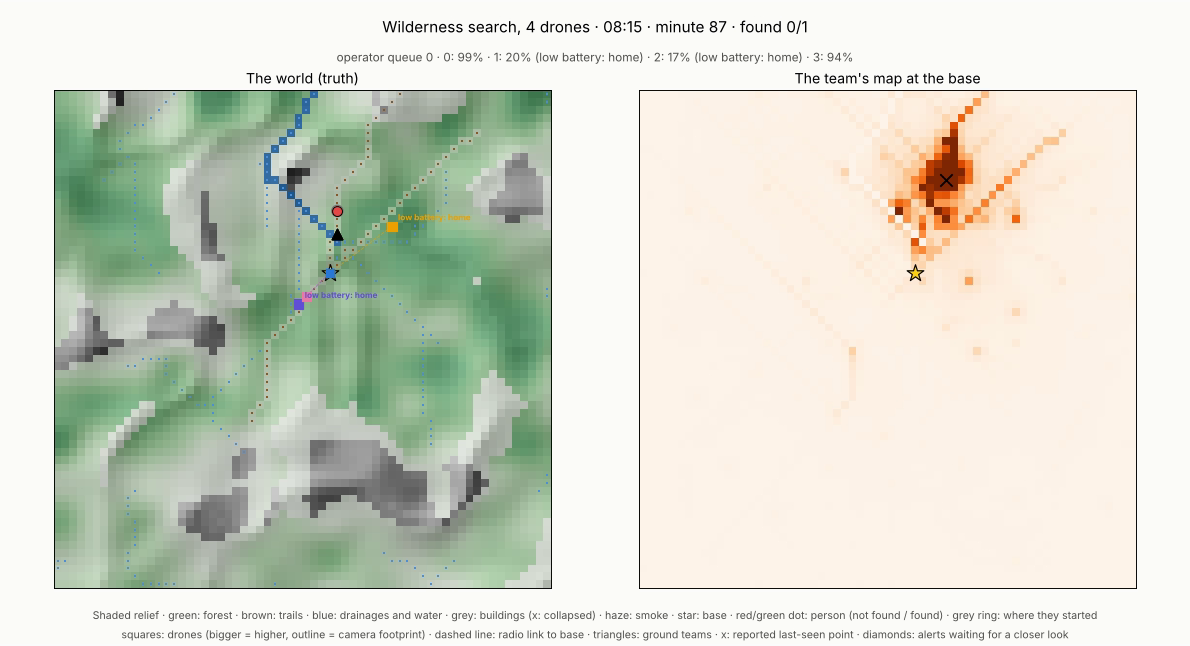 Wilderness search, 4 drones · 08:15 · minute 87 · found 0/1
operator queue 0 · 0: 99% · 1: 20% (low battery: home) · 2: 17% (low battery: home) · 3: 94%
The world (truth)
The team's map at the base
low battery: home
low battery: home
Shaded relief · green: forest · brown: trails · blue: drainages and water · grey: buildings (x: collapsed) · haze: smoke · star: base · red/green dot: person (not found / found) · grey ring: where they started
squares: drones (bigger = higher, outline = camera footprint) · dashed line: radio link to base · triangles: ground teams · x: reported last-seen point · diamonds: alerts waiting for a closer look